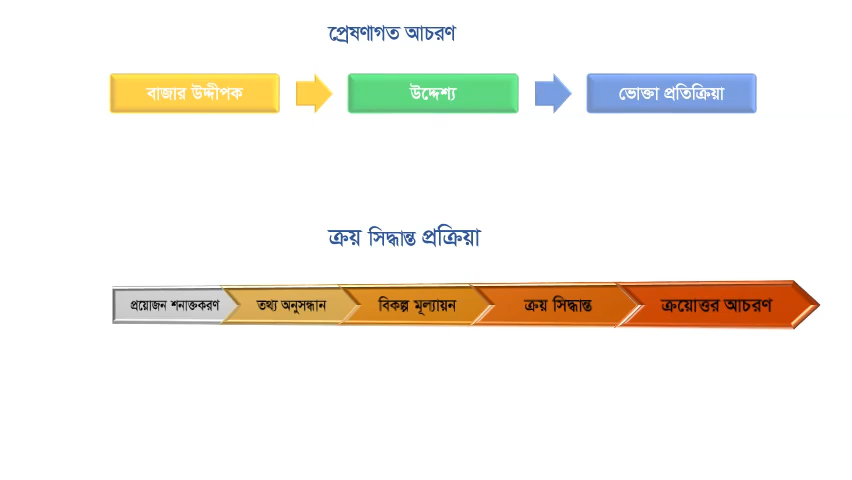 প্রেষণাগত আচরণ
বাজার উদ্দীপক
উদ্দেশ্য
ভোক্তা প্রতিক্রিয়া
ক্রয় সিদ্ধান্ত প্রক্রিয়া
প্রয়োজন শনাক্তকরণ
তথ্য অনুসন্ধান
বিকল্প মূল্যায়ন
ক্রয় সিদ্ধান্ত
ক্রয়োত্তর আচরণ